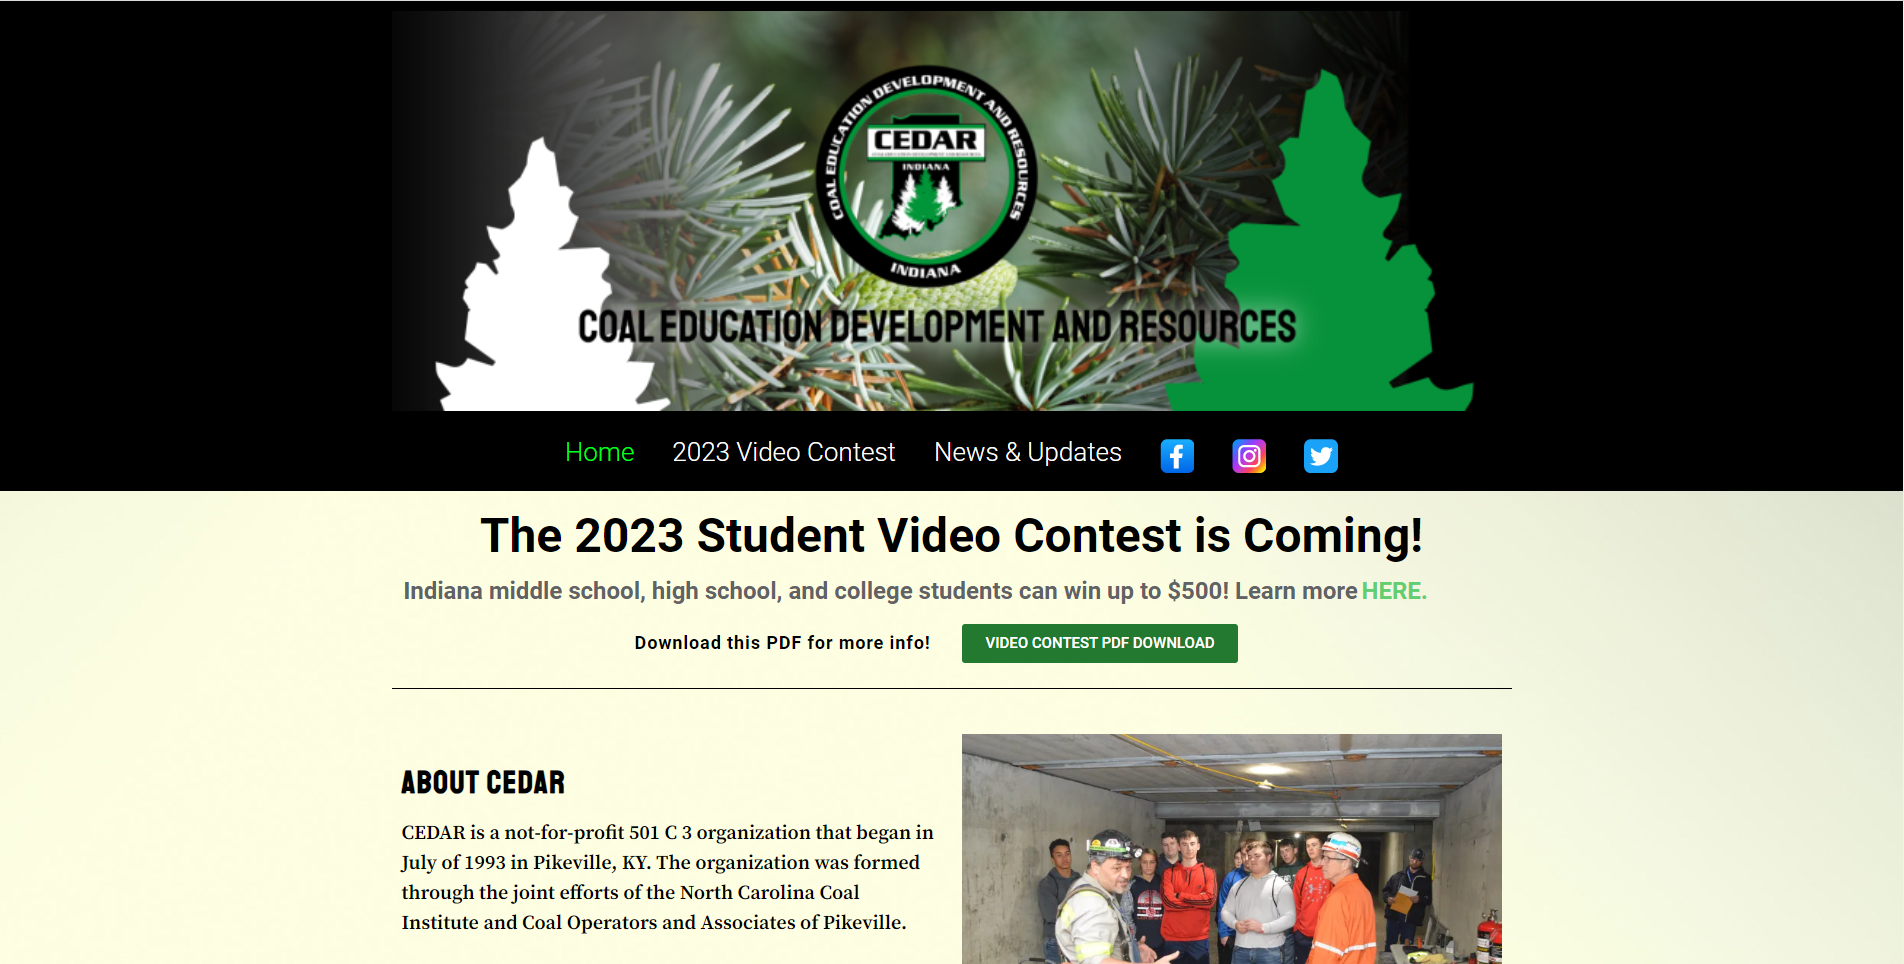 COAL EDUCATION DEVELOPMENT AND RESOURCES
CEDAR
INDIANA
INDIANA
COAL EDUCATION DEVELOPMENT AND RESOURCES
Home 2023 Video Contest News & Updates
The 2023 Student Video Contest is Coming!
Indiana middle school, high school, and college students can win up to $500! Learn more HERE.
Download this PDF for more info! VIDEO CONTEST PDF DOWNLOAD
ABOUT CEDAR
CEDAR is a not-for-profit 501 C 3 organization that began in
July of 1993 in Pikeville, KY. The organization was formed
through the joint efforts of the North Carolina Coal
Institute and Coal Operators and Associates of Pikeville.